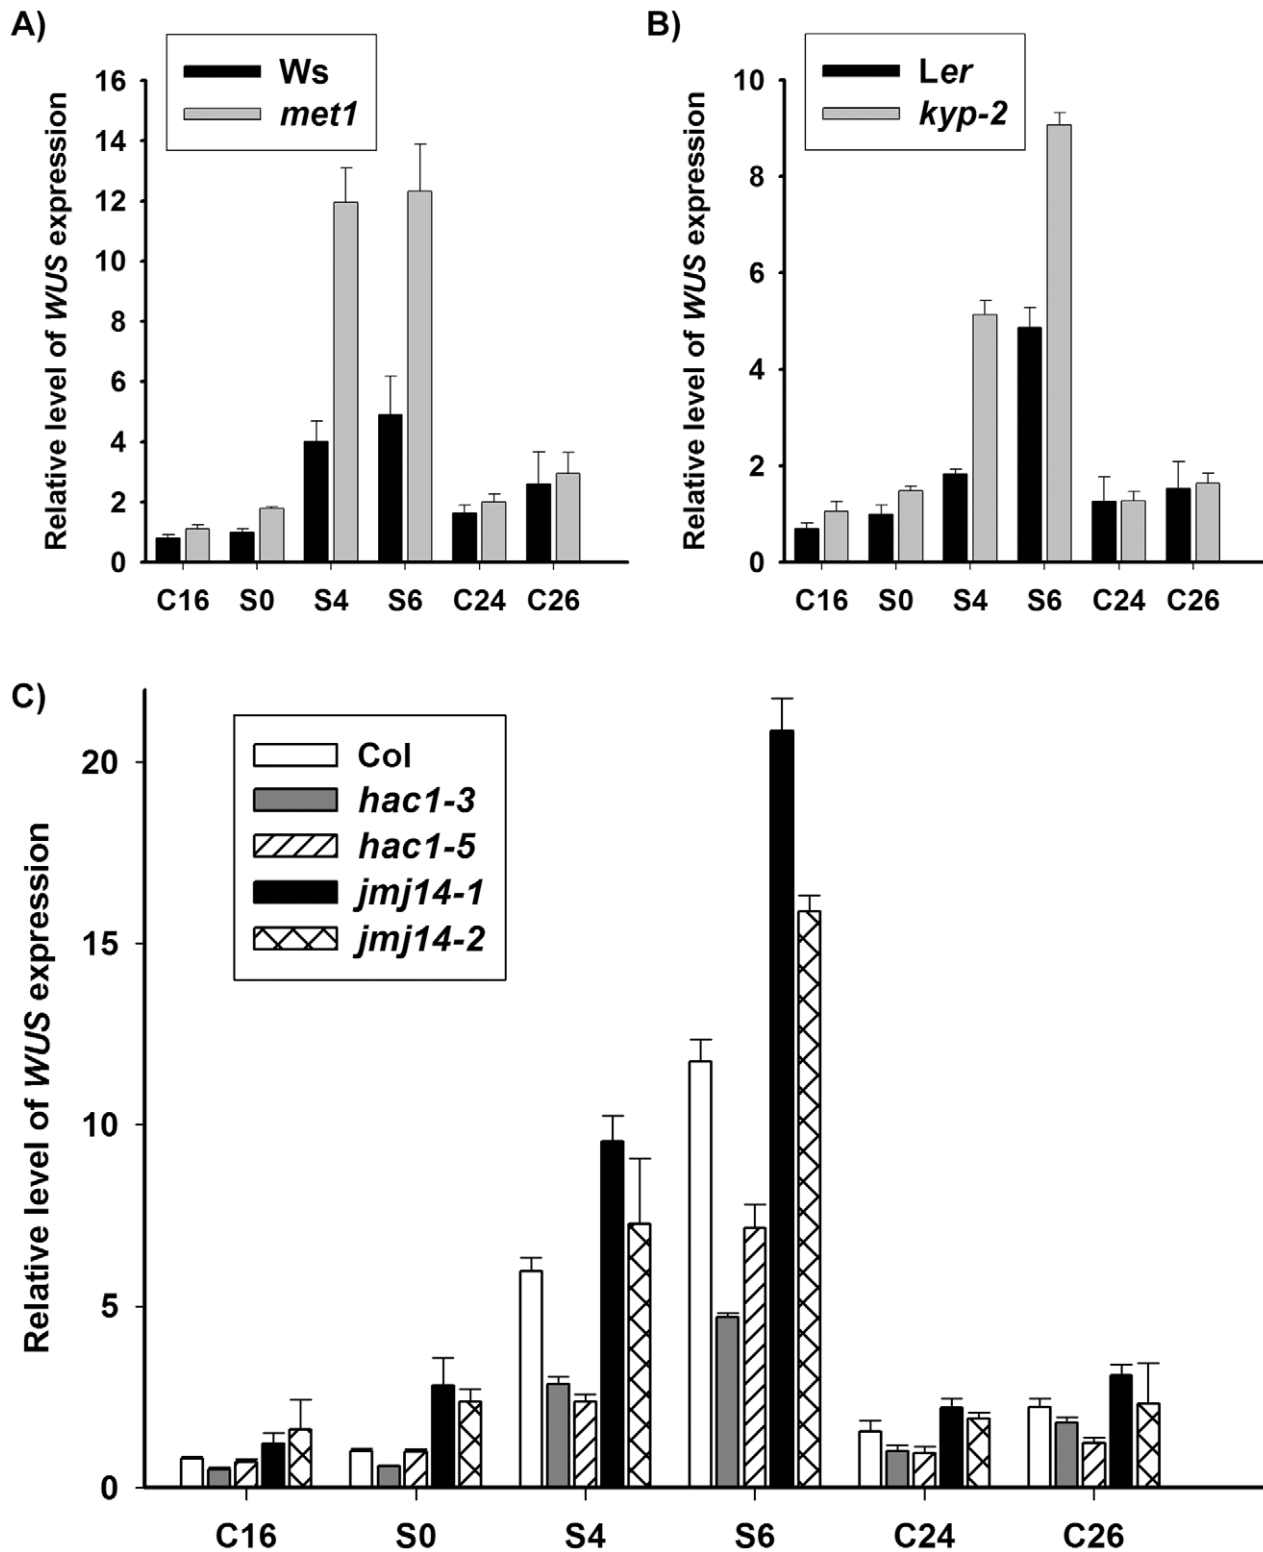 A)
Ws
met1
Relative level of WUS expression
16
14
12
10
8
6
4
2
0
C16 S0 S4 S6 C24 C26
B)
Ler
kyp-2
Relative level of WUS expression
10
8
6
4
2
0
C16 S0 S4 S6 C24 C26
C)
Col
hac1-3
hac1-5
jmj14-1
jmj14-2
Relative level of WUS expression
20
15
10
5
0
C16 S0 S4 S6 C24 C26